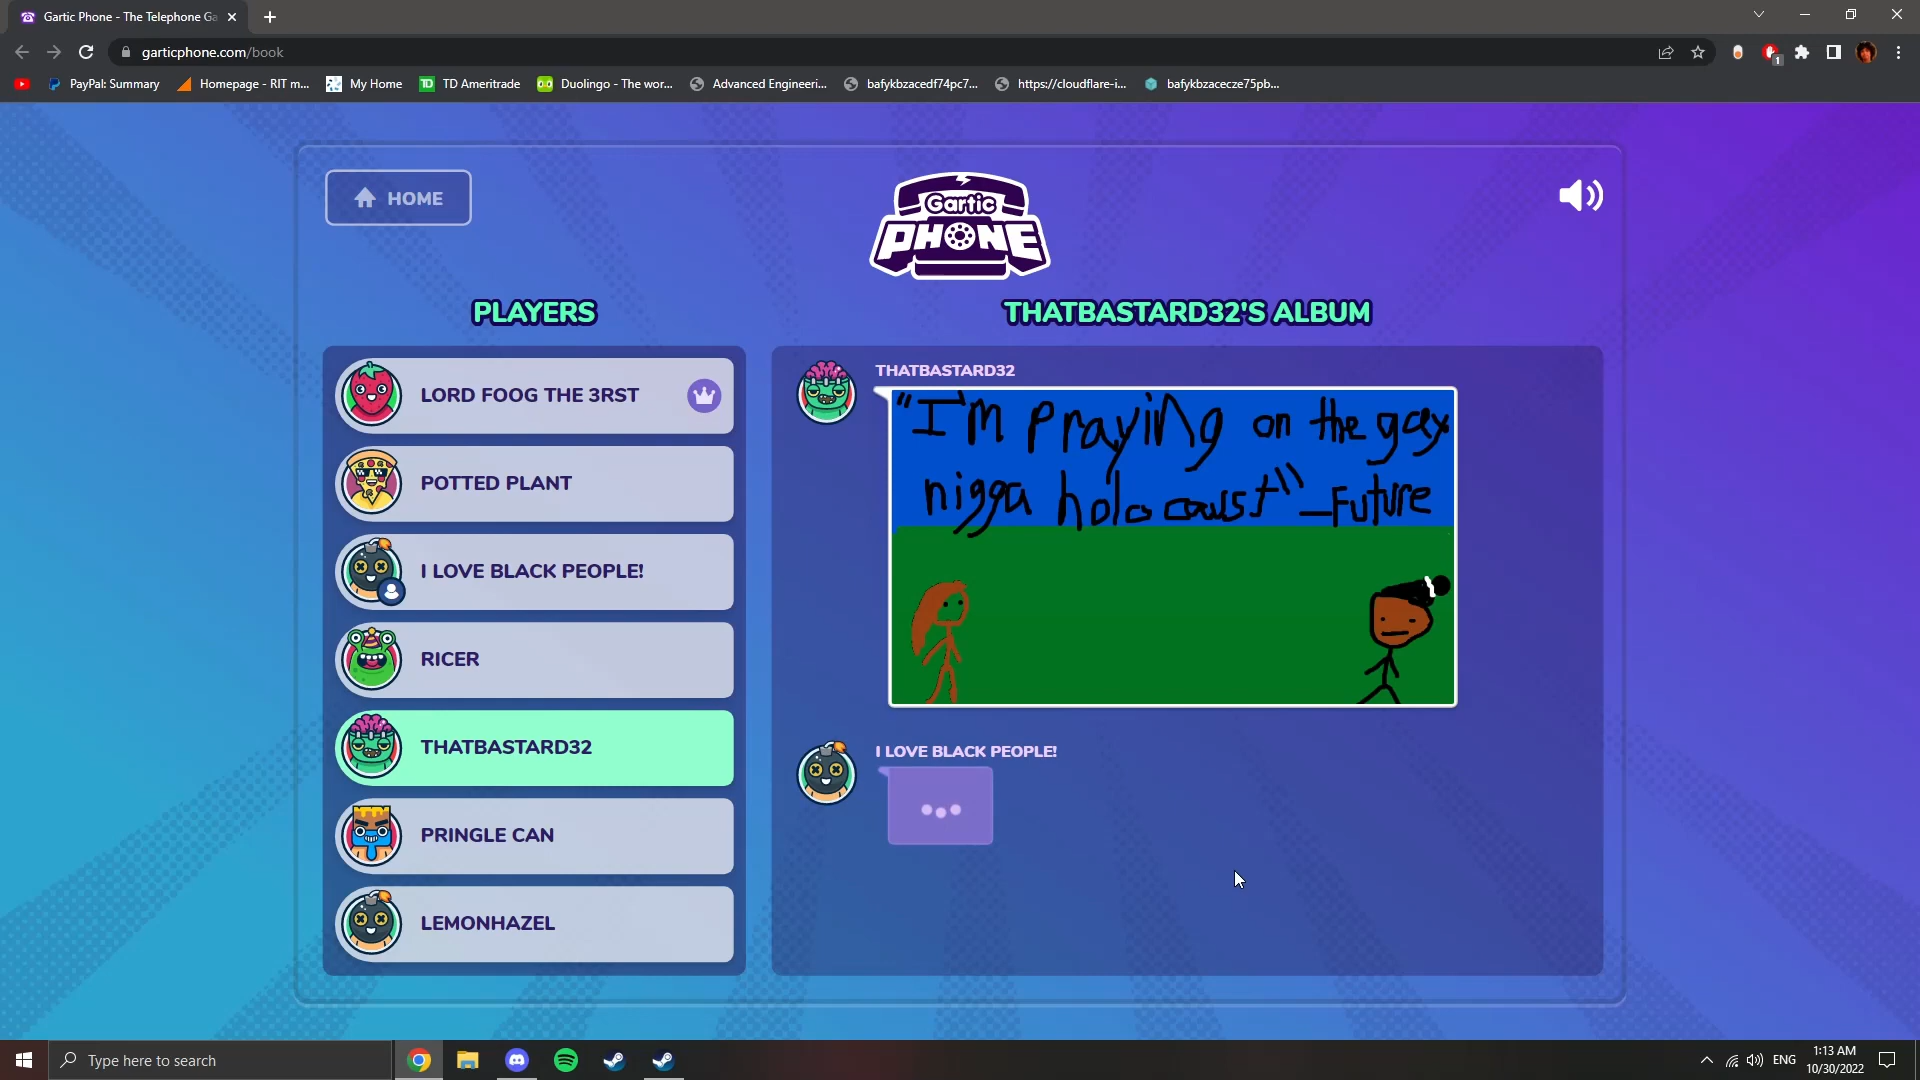 Gartic Phone - The Telephone Ga
garticphone.com/book
PayPal: Summary
Homepage - RIT m...
My Home
TD Ameritrade
Duolingo - The wor...
Advanced Engineeri...
bafykbzacedf74pc7...
https://cloudflare-i...
bafykbzacecze75pb...
1
HOME
Gartic
PHONE
PLAYERS
LORD FOOG THE 3RST
POTTED PLANT
I LOVE BLACK PEOPLE!
RICER
THATBASTARD32
PRINGLE CAN
LEMONHAZEL
THATBASTARD32'S ALBUM
THATBASTARD32
"I'm praying on the gay
nigga holocaust" -Future
I LOVE BLACK PEOPLE!
Type here to search
ENG
1:13 AM
10/30/2022